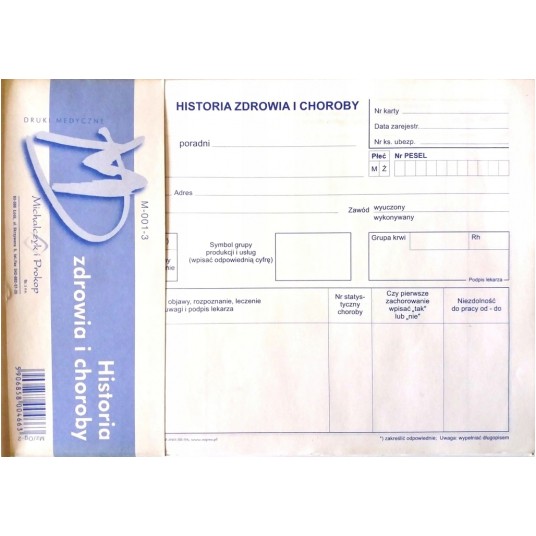 DRUKI MEDYCZNE
M-001-3
Michalczyk i Prokop
Historia
zdrowia i choroby
HISTORIA ZDROWIA I CHOROBY
poradni
Nr karty
Data zarejestr.
Nr ks. ubezp.
Płeć
Nr PESEL
M Ż
Adres
Zawód
wyuczony
wykonywany
Symbol grupy
produkcji i usług
(wpisać odpowiednią cyfrę)
Grupa krwi
Rh
Podpis lekarza
objawy, rozpoznanie, leczenie
uwagi i podpis lekarza
Nr statys-
tyczny
choroby
Czy pierwsze
zachorowanie
wpisać „tak"
lub „nie"
Niezdolność
do pracy od - do
*) zakreślić odpowiednie; Uwaga: wypełniać długopisem